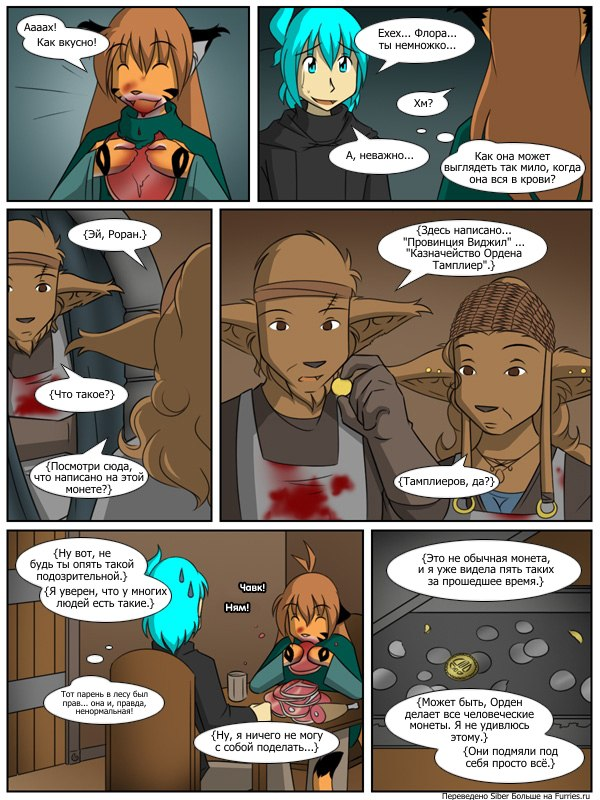 Аааах!
Как вкусно!
Ехех... Флора...
ты немножко...
Хм?
А, неважно...
Как она может
выглядеть так мило, когда
она вся в крови?
{Эй, Роран.}
{Что такое?}
{Посмотри сюда,
что написано на этой
монете?}
{Здесь написано...
"Провинция Виджил" ...
"Казначейство Ордена
Тамплиер".}
{Тамплиеров, да?}
{Ну вот, не
будь ты опять такой
подозрительной.}
{Я уверен, что у многих
людей есть такие.}
Чавк!
Ням!
Тот парень в лесу был
прав... она и, правда,
ненормальная!
{Ну, я ничего не могу
с собой поделать...}
{Это не обычная монета,
и я уже видела пять таких
за прошедшее время.}
{Может быть, Орден
делает все человеческие
монеты. Я не удивлюсь
этому.}
{Они подмяли под
себя просто всё.}
Переведено Siber Больше на Furries.ru